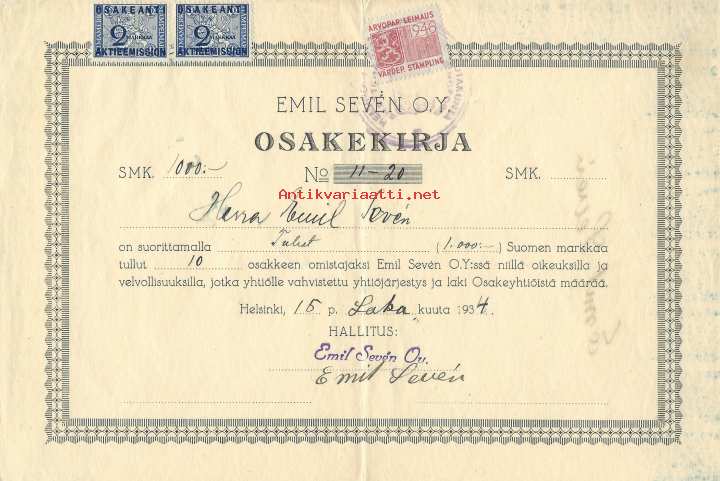 OSAKEANTI OSAKEANTI
2 MARKKAA 2 MARKKAA
AKTIEEMISSION AKTIEEMISSION
ARVOPAP. LEIMAUS
1946
VÄRDEP. STÄMPLING
EMIL SEVÉN O.Y.
OSAKEKIRJA
SMK. 1000:- No 11-20 SMK.
Antikvariaatti.net
Herra Emil Sevén
on suorittamalla Tuhat (1.000:-) Suomen markkaa
tullut 10 osakkeen omistajaksi Emil Sevén O.Y:ssä niillä oikeuksilla ja
velvollisuuksilla, jotka yhtiölle vahvistettu yhtiöjärjestys ja laki Osakeyhtiöistä määrää.
Helsinki, 15 p. Loka kuuta 1934.
HALLITUS:
Emil Sevén Oy.
Emil Sevén